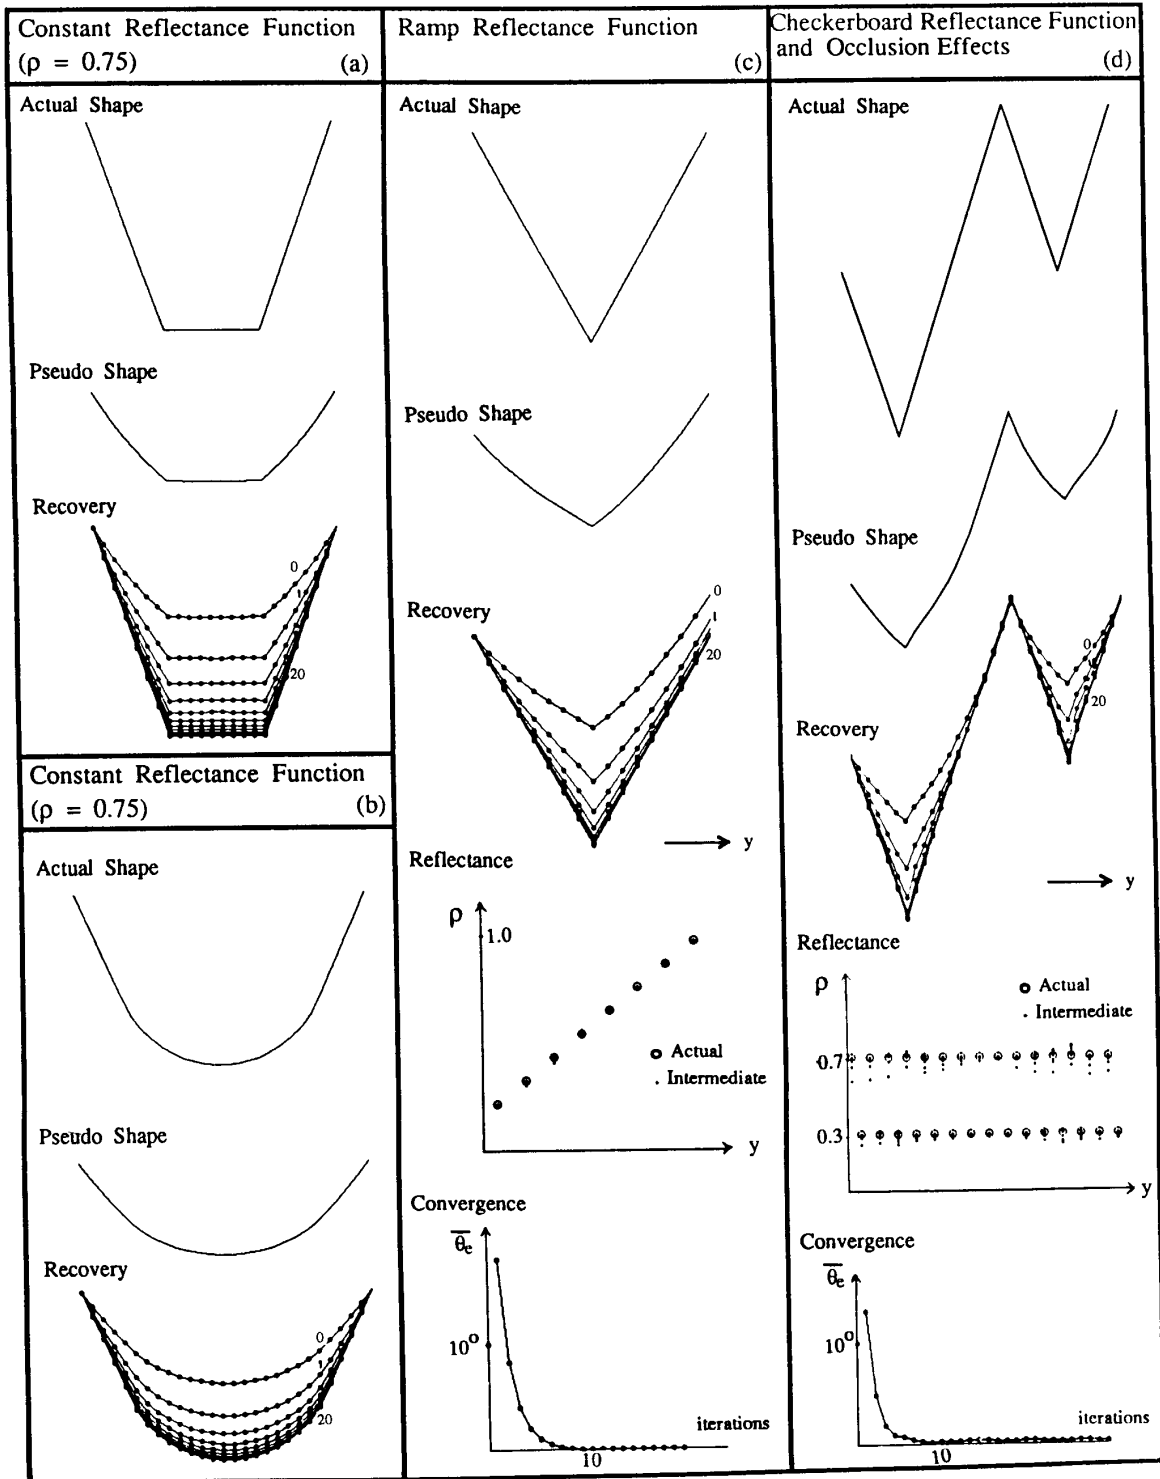 Constant Reflectance Function
(ρ = 0.75) (a)
Actual Shape
Pseudo Shape
Recovery
0
1
20
Constant Reflectance Function
(ρ = 0.75) (b)
Actual Shape
Pseudo Shape
Recovery
0
1
20
Ramp Reflectance Function
(c)
Actual Shape
Pseudo Shape
Recovery
0
1
20
y
Reflectance
ρ
1.0
Actual
Intermediate
y
Convergence
θe
10°
iterations
10
Checkerboard Reflectance Function
and Occlusion Effects (d)
Actual Shape
Pseudo Shape
Recovery
0
1
20
y
Reflectance
ρ
Actual
Intermediate
0.7
0.3
y
Convergence
θe
10°
iterations
10